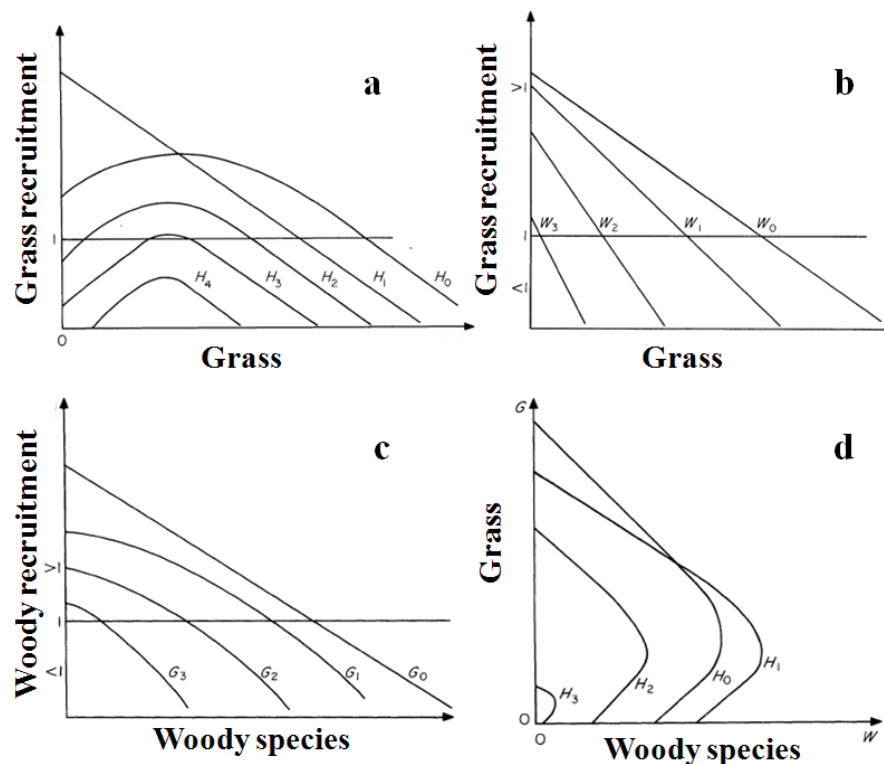 a
Grass recruitment
1
H4
H3
H2
H1
H0
0
Grass
b
Grass recruitment
>1
1
<1
W3
W2
W1
W0
Grass
c
Woody recruitment
>1
1
<1
G3
G2
G1
G0
Woody species
d
G
Grass
H3
H2
H0
H1
0
0
Woody species
W